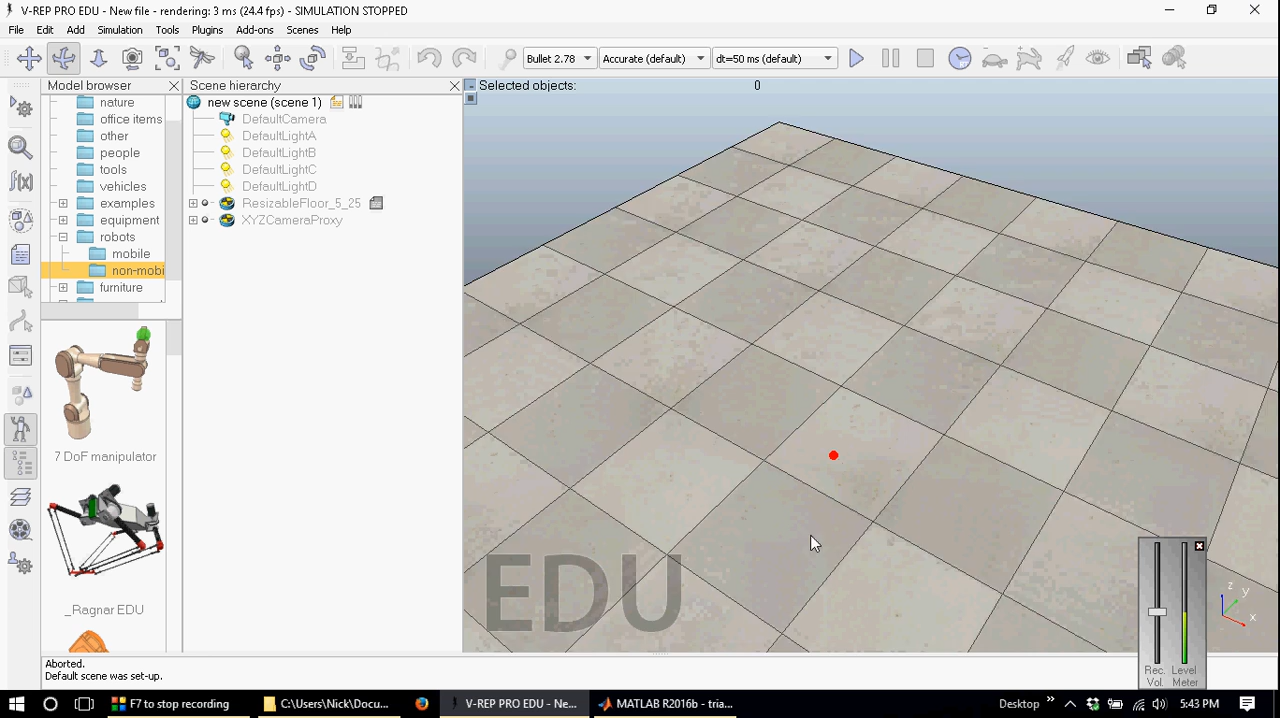 V-REP PRO EDU - New file - rendering: 3 ms (24.4 fps) - SIMULATION STOPPED
File Edit Add Simulation Tools Plugins Add-ons Scenes Help
Bullet 2.78 Accurate (default) dt=50 ms (default)
Model browser
nature
office items
other
people
tools
vehicles
examples
equipment
robots
mobile
non-mobi
furniture
7 DoF manipulator
_Ragnar EDU
Scene hierarchy
new scene (scene 1)
DefaultCamera
DefaultLightA
DefaultLightB
DefaultLightC
DefaultLightD
ResizableFloor_5_25
XYZCameraProxy
Selected objects: 0
EDU
z
y
x
Rec. Vol.
Level Meter
Aborted.
Default scene was set-up.
F7 to stop recording
C:\Users\Nick\Docu...
V-REP PRO EDU - Ne...
MATLAB R2016b - tria...
Desktop
5:43 PM